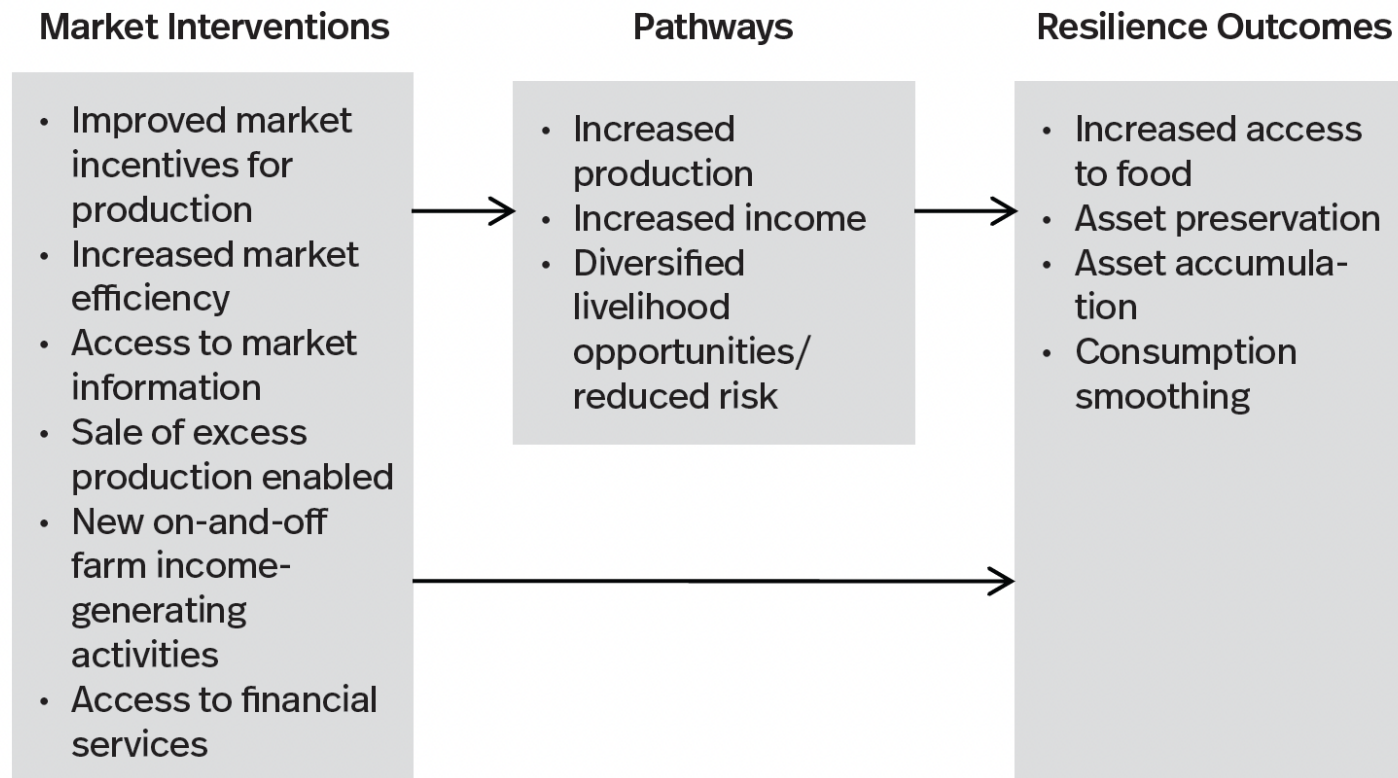 Market Interventions
Pathways
Resilience Outcomes
• Improved market
incentives for
production
• Increased market
efficiency
• Access to market
information
• Sale of excess
production enabled
• New on-and-off
farm income-
generating
activities
• Access to financial
services
• Increased
production
• Increased income
• Diversified
livelihood
opportunities/
reduced risk
• Increased access
to food
• Asset preservation
• Asset accumula-
tion
• Consumption
smoothing